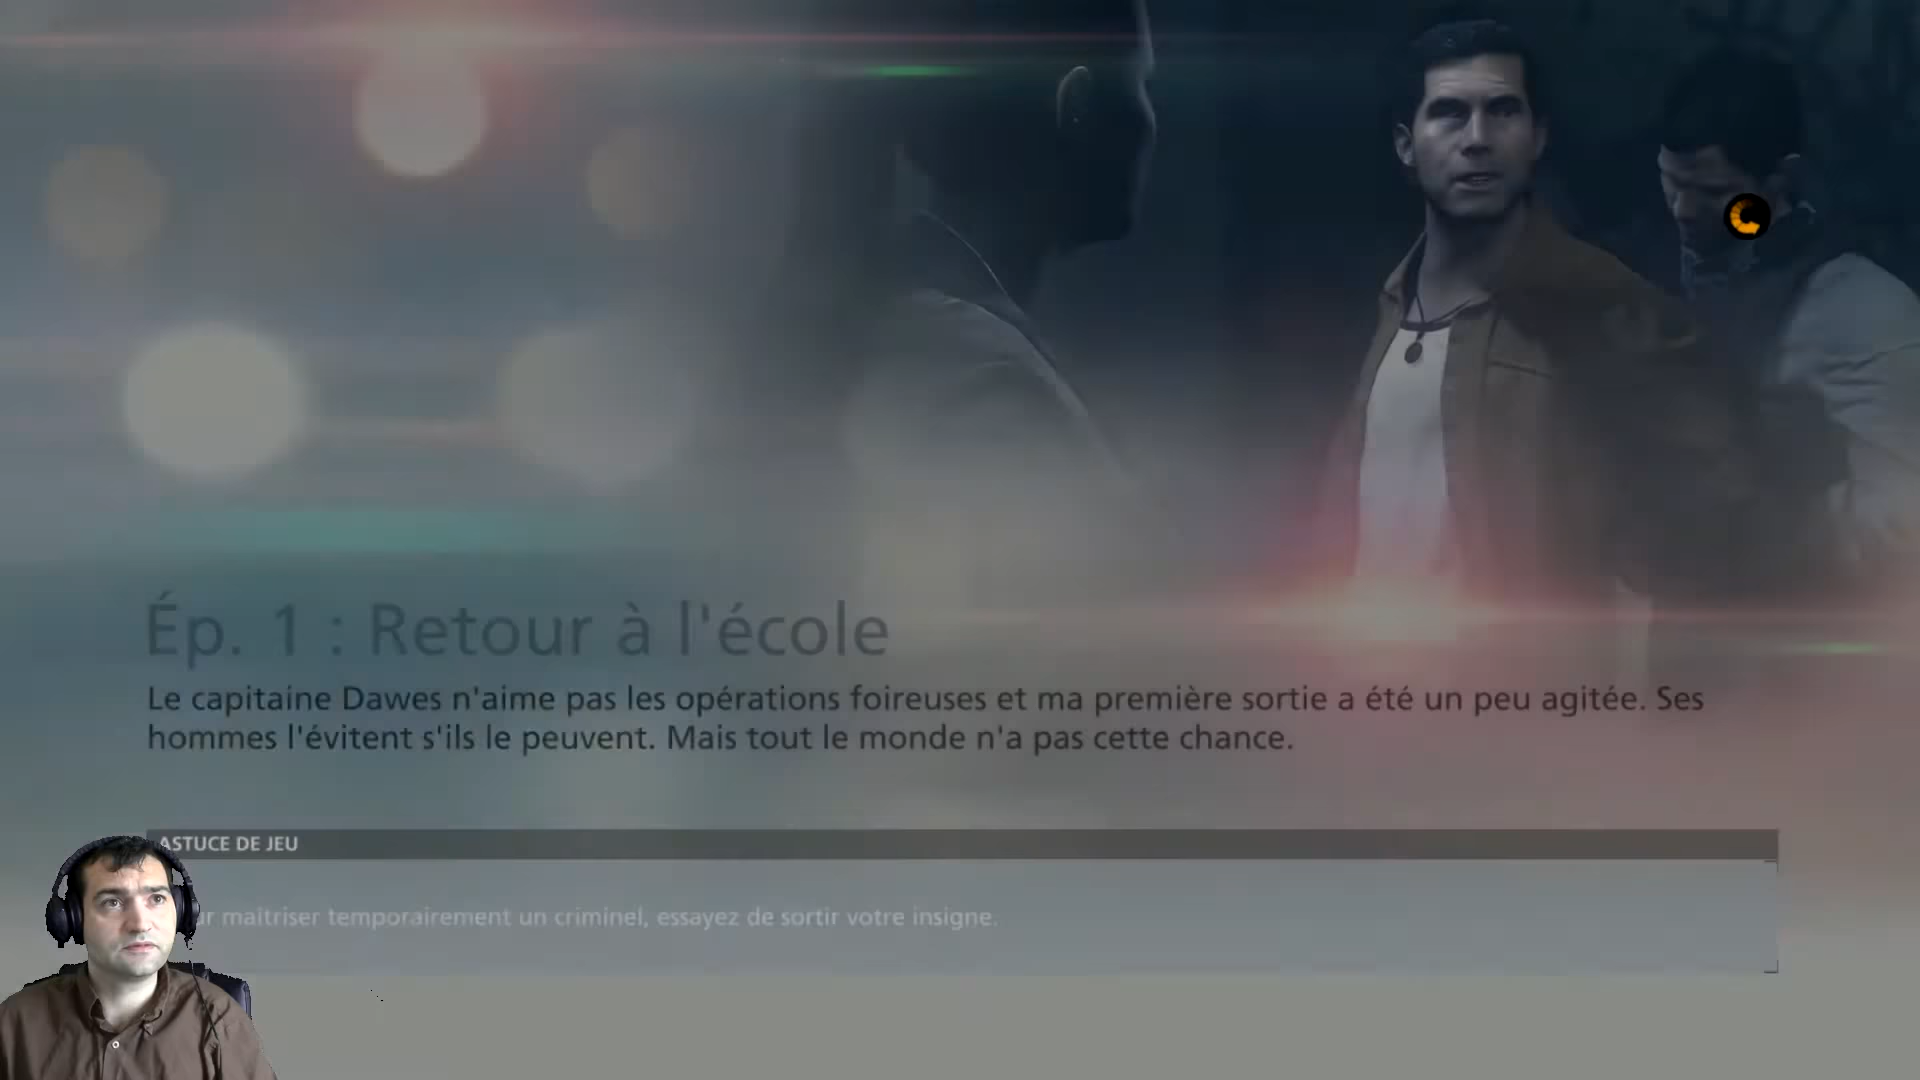 Ép. 1 : Retour à l'école
Le capitaine Dawes n'aime pas les opérations foireuses et ma première sortie a été un peu agitée. Ses
hommes l'évitent s'ils le peuvent. Mais tout le monde n'a pas cette chance.
ASTUCE DE JEU
maitriser temporairement un criminel, essayez de sortir votre insigne.